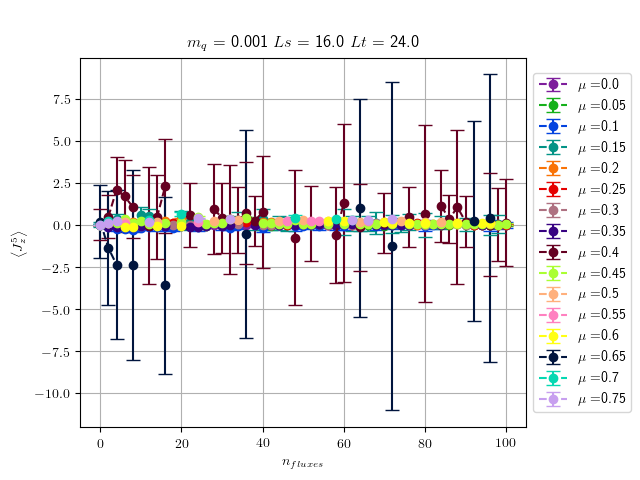 m_q = 0.001 Ls = 16.0 Lt = 24.0
⟨J_z^5⟩
7.5
5.0
2.5
0.0
−2.5
−5.0
−7.5
−10.0
0 20 40 60 80 100
n_{fluxes}
μ =0.0
μ =0.05
μ =0.1
μ =0.15
μ =0.2
μ =0.25
μ =0.3
μ =0.35
μ =0.4
μ =0.45
μ =0.5
μ =0.55
μ =0.6
μ =0.65
μ =0.7
μ =0.75